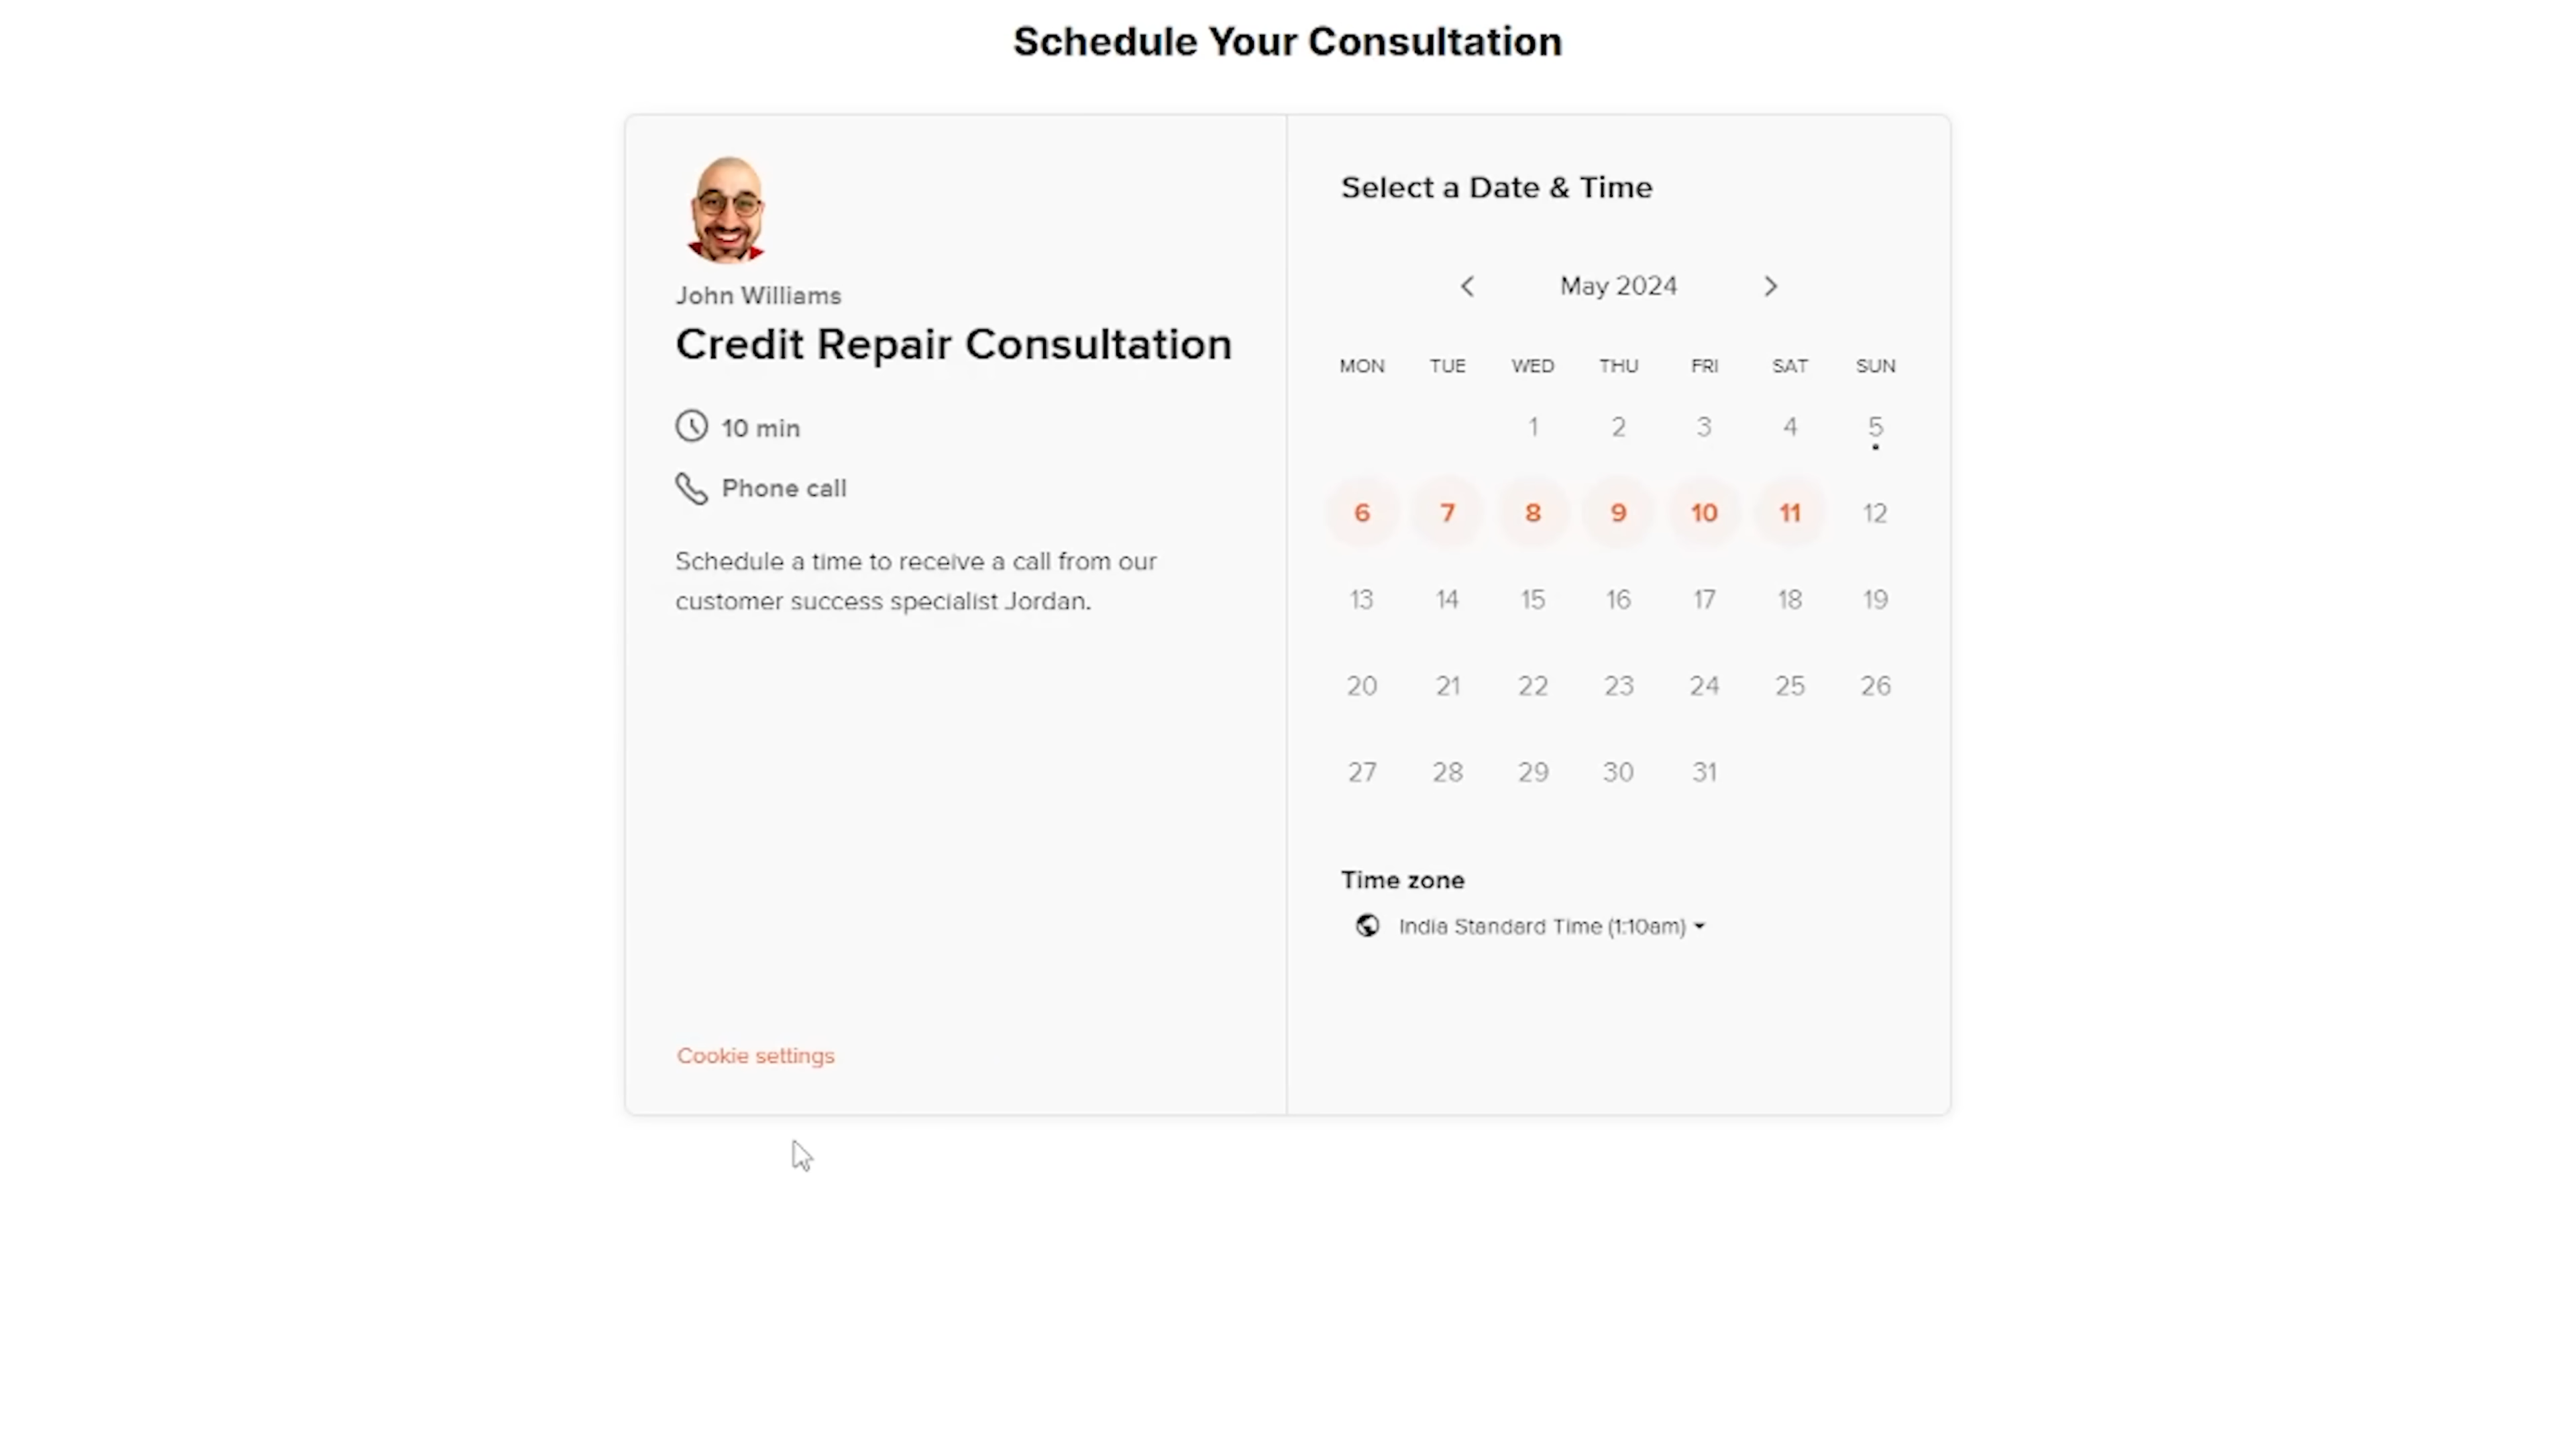 Schedule Your Consultation
John Williams
Credit Repair Consultation
10 min
Phone call
Schedule a time to receive a call from our
customer success specialist Jordan.
Cookie settings
Select a Date & Time
May 2024
MON TUE WED THU FRI SAT SUN
1 2 3 4 5
6 7 8 9 10 11 12
13 14 15 16 17 18 19
20 21 22 23 24 25 26
27 28 29 30 31
Time zone
India Standard Time (1:10am)